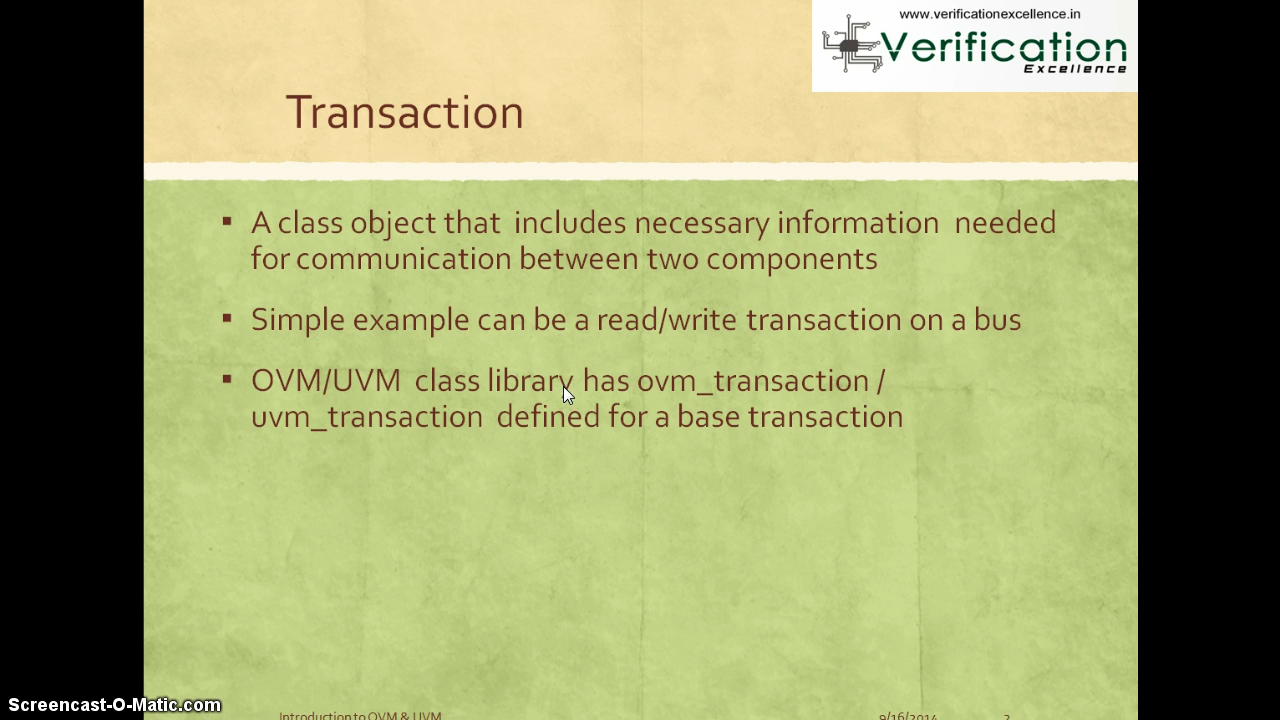 www.verificationexcellence.in
Verification
Excellence
Transaction
▪ A class object that includes necessary information needed
for communication between two components
▪ Simple example can be a read/write transaction on a bus
▪ OVM/UVM class library has ovm_transaction /
uvm_transaction defined for a base transaction
Introduction to OVM & UVM 9/16/2014 2
Screencast-O-Matic.com